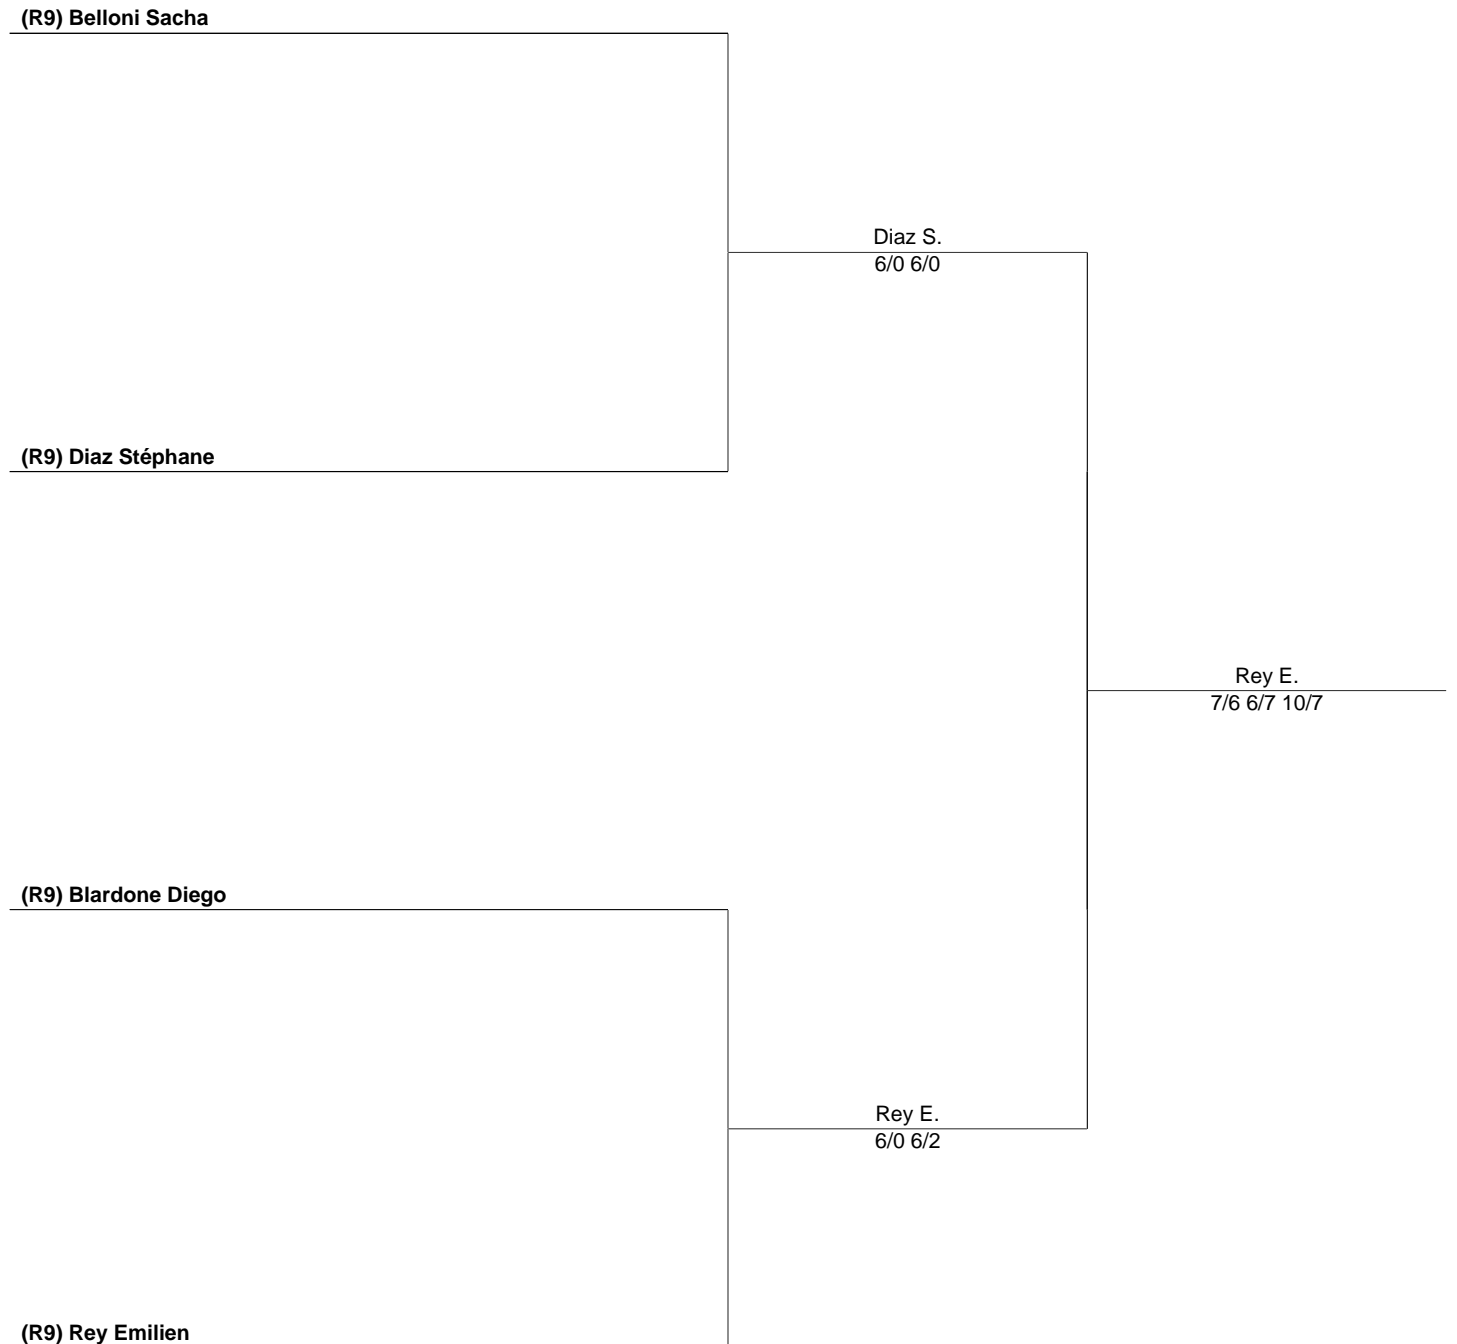 (R9) Belloni Sacha
Diaz S.
6/0 6/0
(R9) Diaz Stéphane
Rey E.
7/6 6/7 10/7
(R9) Blardone Diego
Rey E.
6/0 6/2
(R9) Rey Emilien